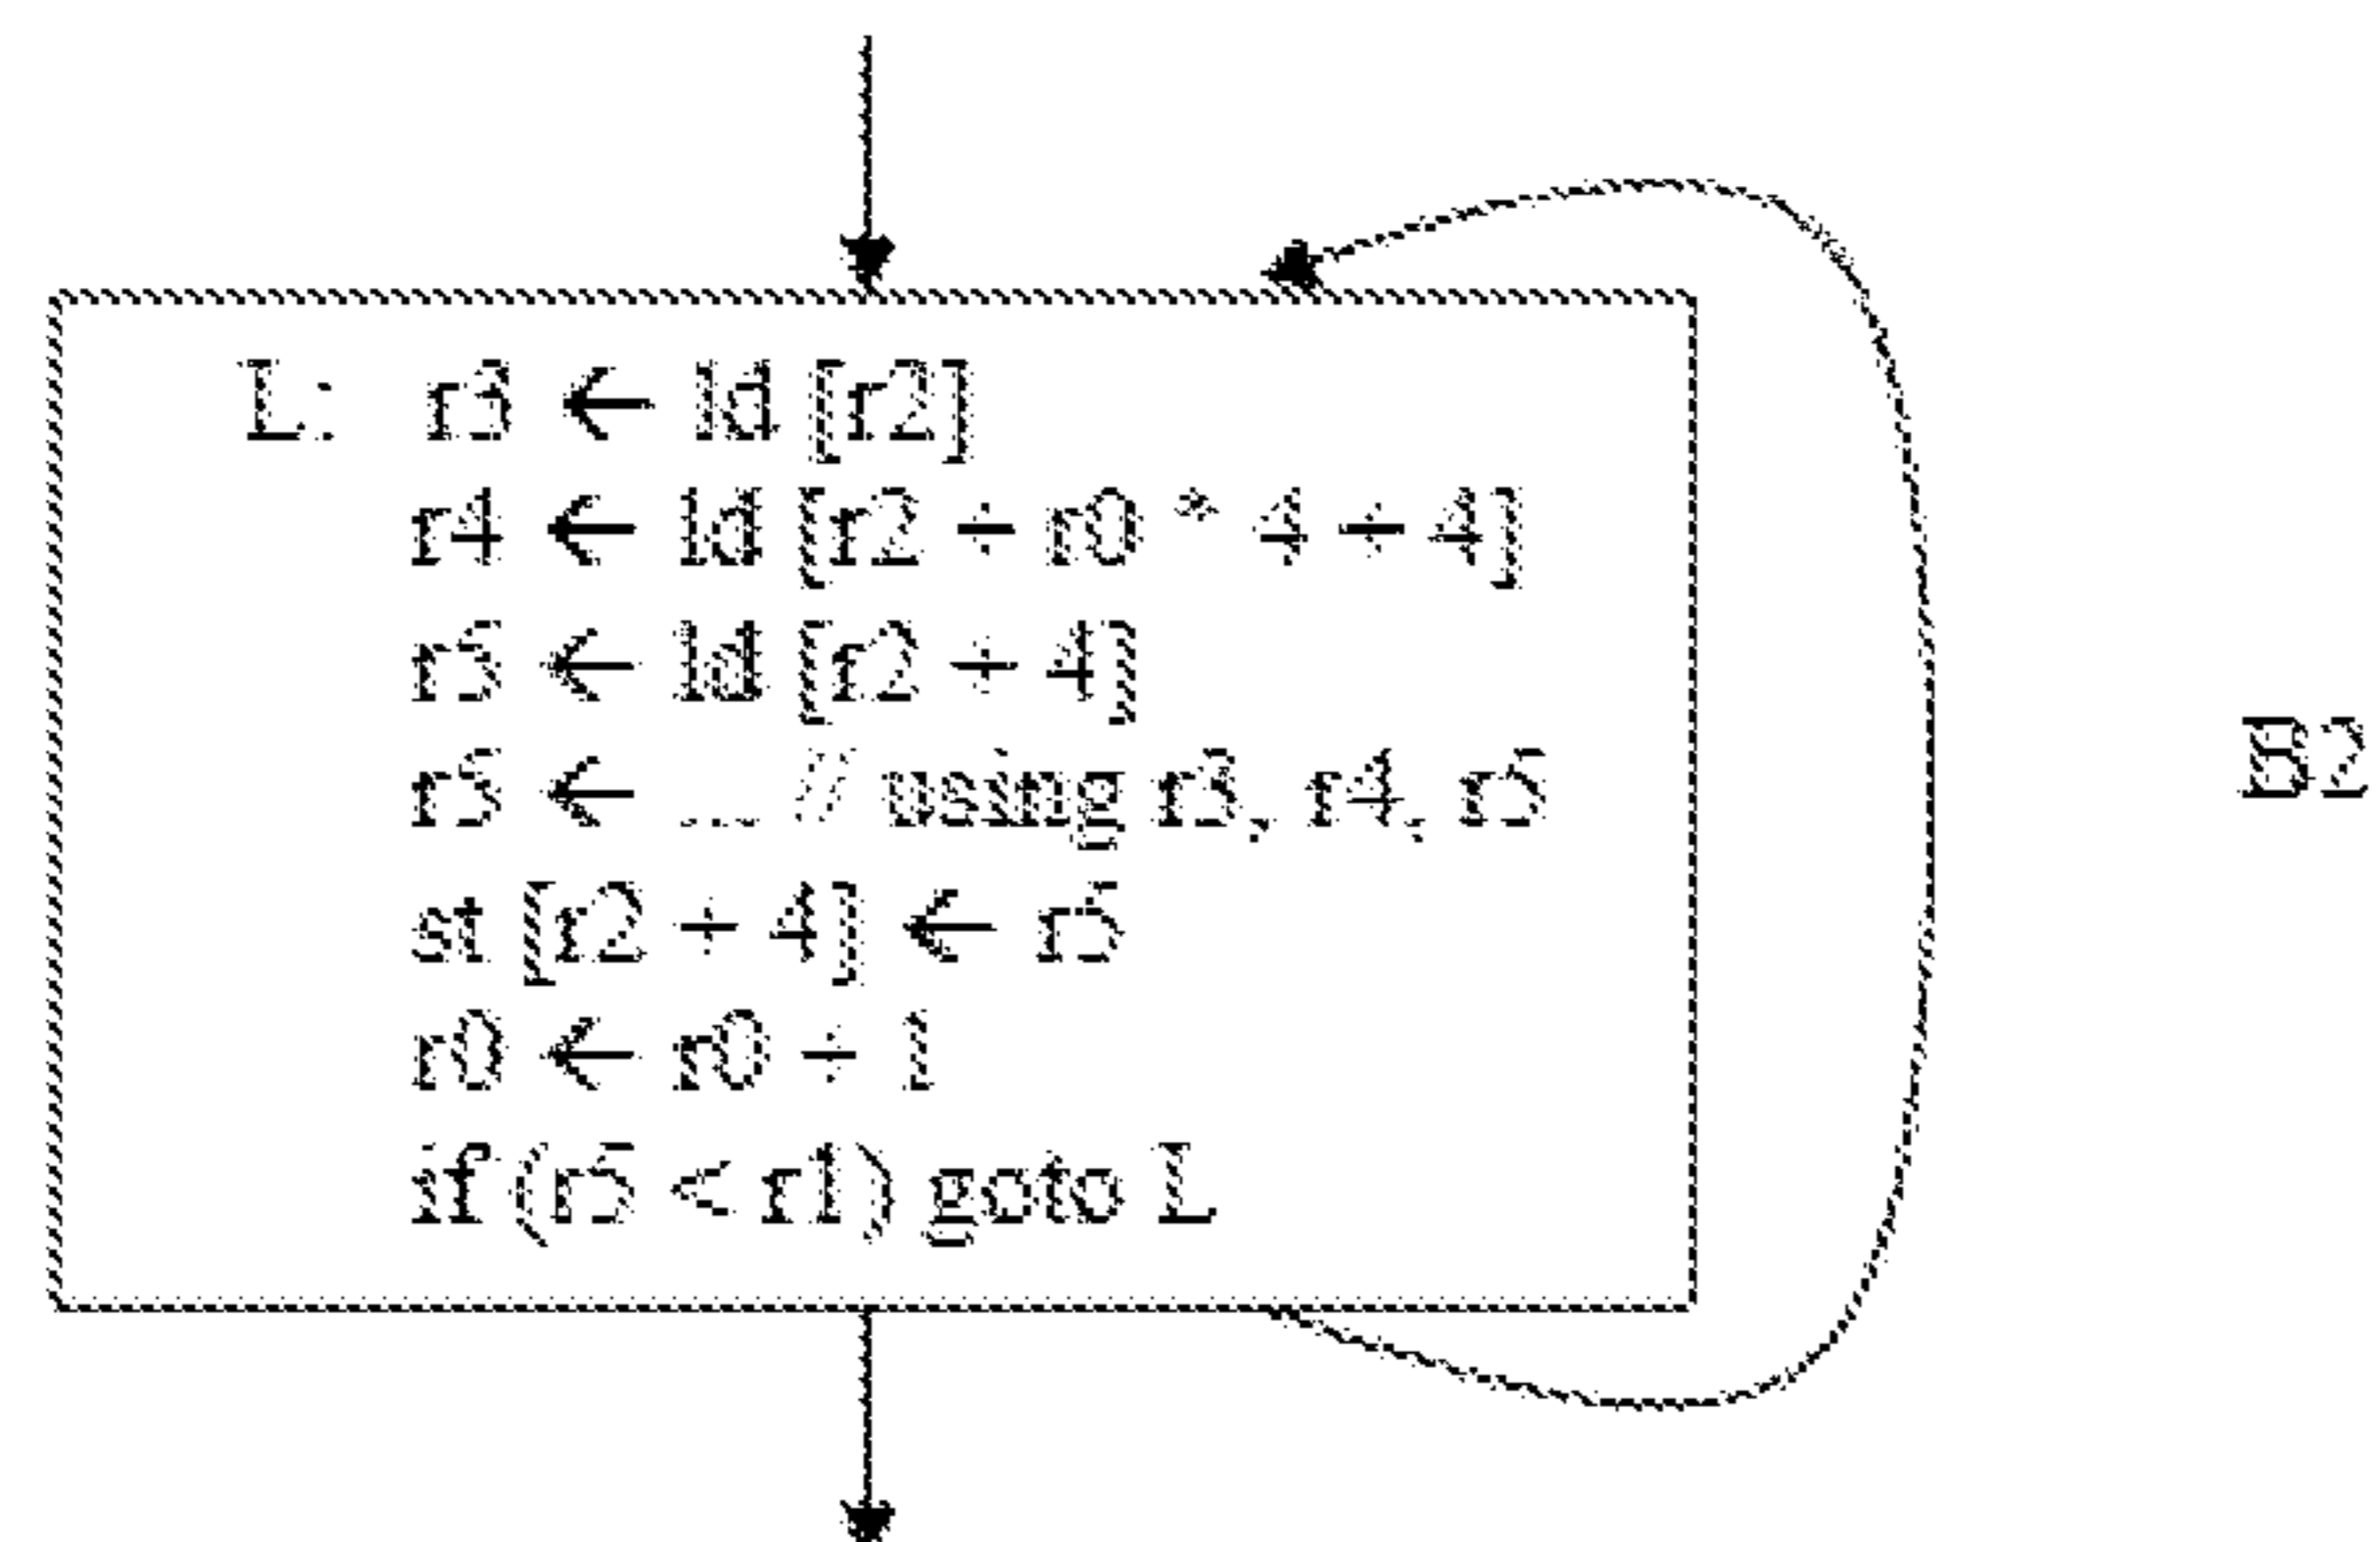 L: r3 ← ld [r2]
r4 ← ld [r2 + r0 * 4 + 4]
r5 ← ld [r2 + 4]
r5 ← ... // using r3, r4, r5
st [r2 + 4] ← r5
r0 ← r0 + 1
if (r5 < r1) goto L
B2